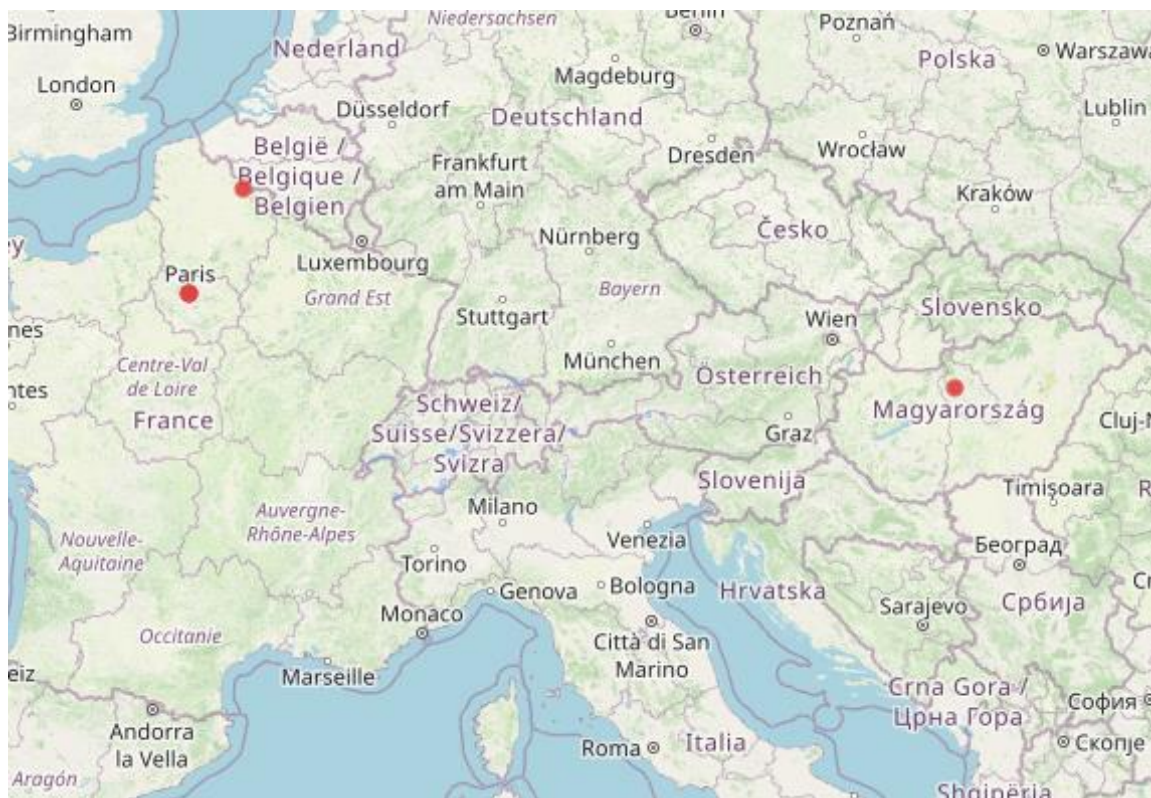 Birmingham
London
Nederland
Niedersachsen
Berlin
Magdeburg
Poznań
Polska
Warszawa
Düsseldorf
Deutschland
Lublin
België /
Belgique /
Belgien
Frankfurt
am Main
Dresden
Wrocław
Kraków
Česko
Nürnberg
Luxembourg
Paris
Grand Est
Bayern
Stuttgart
München
Slovensko
Wien
Österreich
Centre-Val
de Loire
France
Schweiz/
Suisse/Svizzera/
Svizra
Magyarország
Graz
Cluj-N
Slovenija
Timișoara
Milano
Auvergne-
Rhône-Alpes
Nouvelle-
Aquitaine
Torino
Venezia
Genova
Bologna
Hrvatska
Београд
Monaco
Sarajevo
Србија
Occitanie
Città di San
Marino
Marseille
Crna Gora /
Црна Гора
София
Andorra
la Vella
Roma
Italia
Скопје
Aragón
Shqipëria